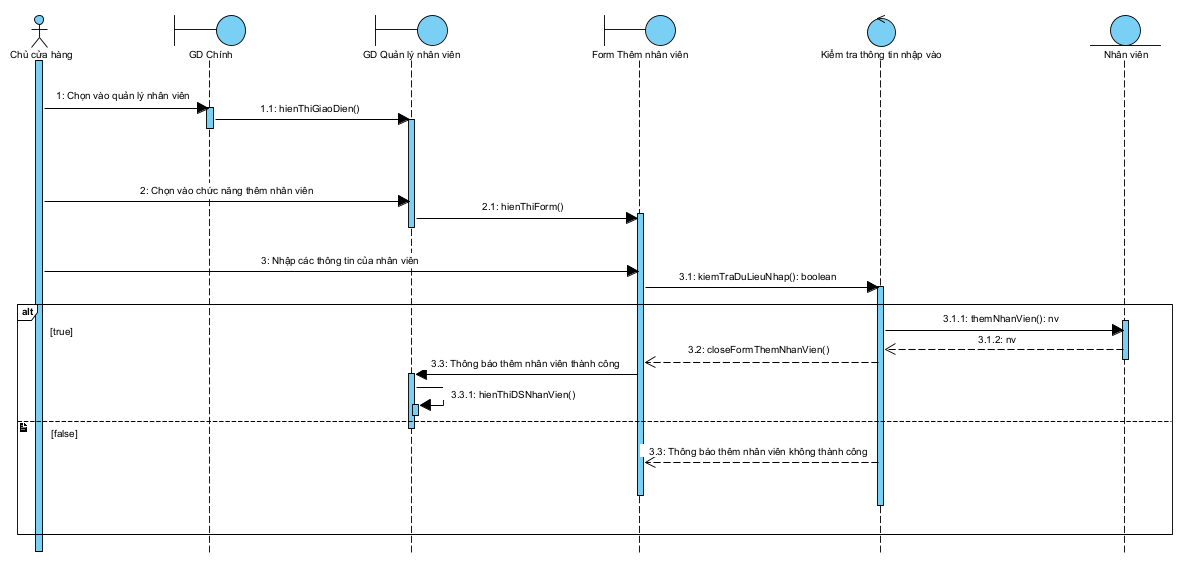 Chủ cửa hàng
GD Chính
GD Quản lý nhân viên
Form Thêm nhân viên
Kiểm tra thông tin nhập vào
Nhân viên
1: Chọn vào quản lý nhân viên
1.1: hienThiGiaoDien()
2: Chọn vào chức năng thêm nhân viên
2.1: hienThiForm()
3: Nhập các thông tin của nhân viên
3.1: kiemTraDuLieuNhap(): boolean
alt
[true]
3.1.1: themNhanVien(): nv
3.1.2: nv
3.2: closeFormThemNhanVien()
3.3: Thông báo thêm nhân viên thành công
3.3.1: hienThiDSNhanVien()
[false]
3.3: Thông báo thêm nhân viên không thành công